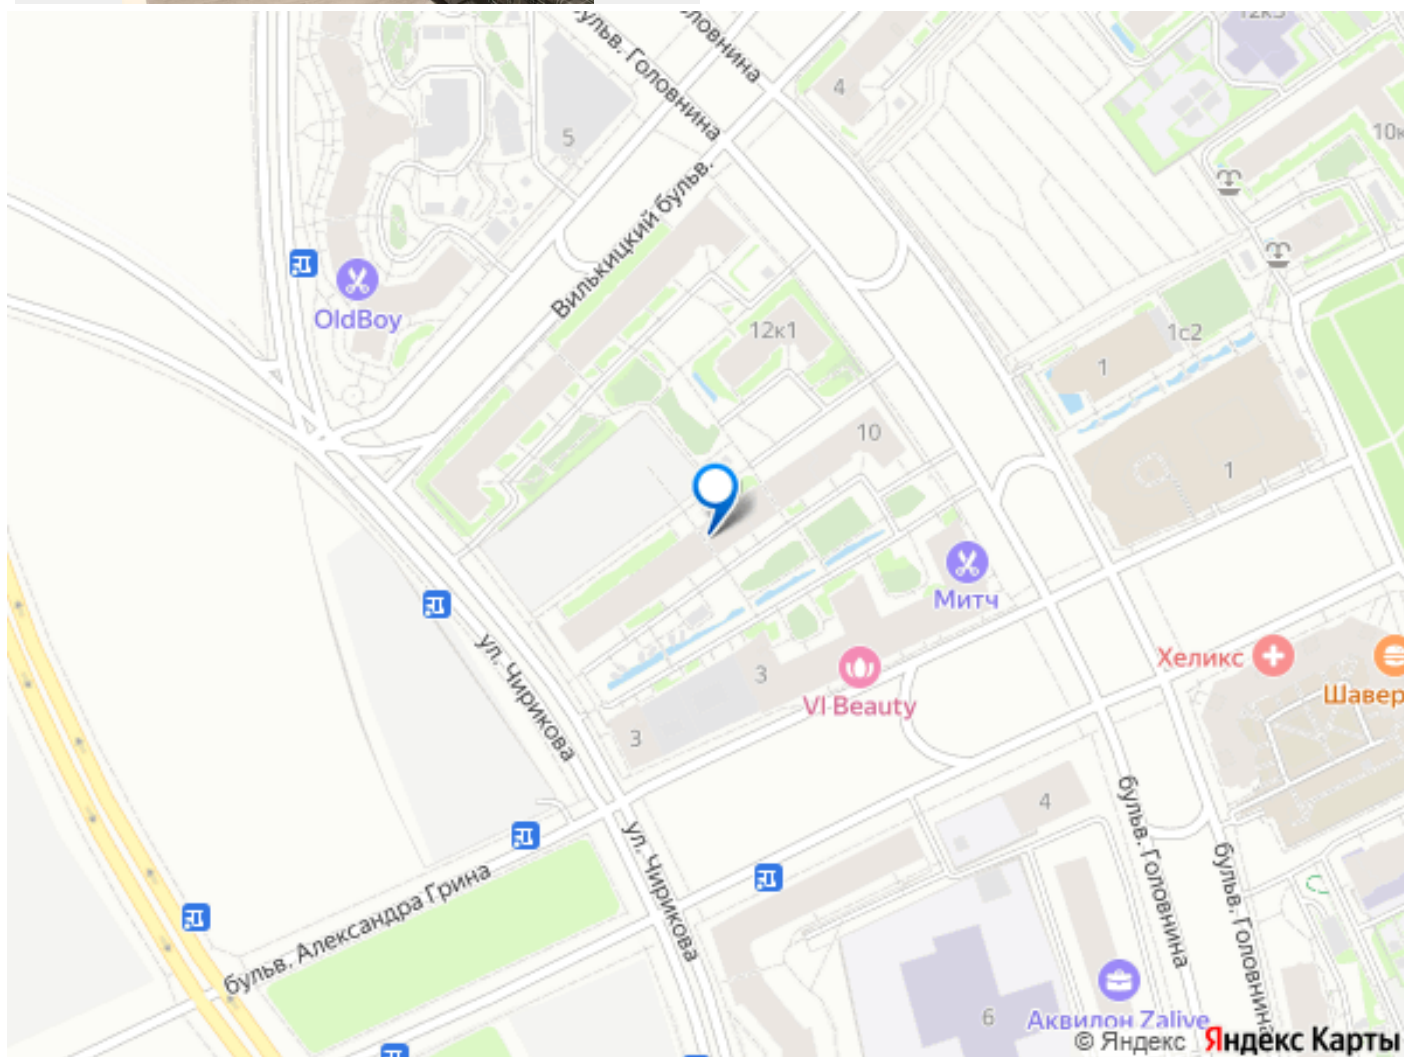 бульв. Головнина
Головнина
12к3
4
5
10к
Вилькицкий бульв.
OldBoy
12к1
1с2
1
10
1
Митч
ул. Чирикова
Хеликс
3
VI Beauty
Шавер
3
4
ул. Чирикова
бульв. Головнина
бульв. Головнина
бульв. Александра Грина
6
Аквилон Zalive
© Яндекс Яндекс Карты